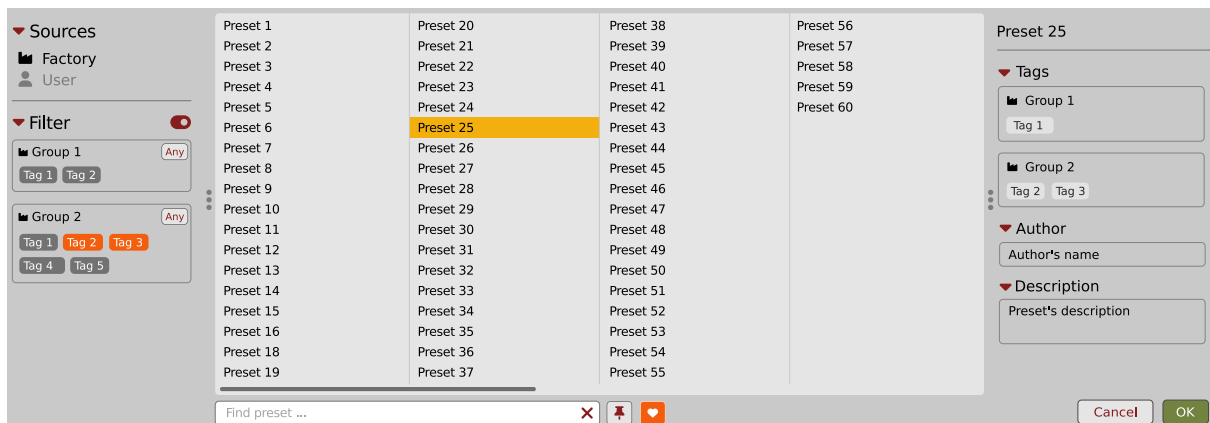 Sources
Factory
User
Filter
Group 1
Any
Tag 1 Tag 2
Group 2
Any
Tag 1 Tag 2 Tag 3
Tag 4 Tag 5
Preset 1
Preset 2
Preset 3
Preset 4
Preset 5
Preset 6
Preset 7
Preset 8
Preset 9
Preset 10
Preset 11
Preset 12
Preset 13
Preset 14
Preset 15
Preset 16
Preset 18
Preset 19
Preset 20
Preset 21
Preset 22
Preset 23
Preset 24
Preset 25
Preset 26
Preset 27
Preset 28
Preset 29
Preset 30
Preset 31
Preset 32
Preset 33
Preset 34
Preset 35
Preset 36
Preset 37
Preset 38
Preset 39
Preset 40
Preset 41
Preset 42
Preset 43
Preset 44
Preset 45
Preset 46
Preset 47
Preset 48
Preset 49
Preset 50
Preset 51
Preset 52
Preset 53
Preset 54
Preset 55
Preset 56
Preset 57
Preset 58
Preset 59
Preset 60
Find preset ...
Preset 25
Tags
Group 1
Tag 1
Group 2
Tag 2 Tag 3
Author
Author's name
Description
Preset's description
Cancel
OK